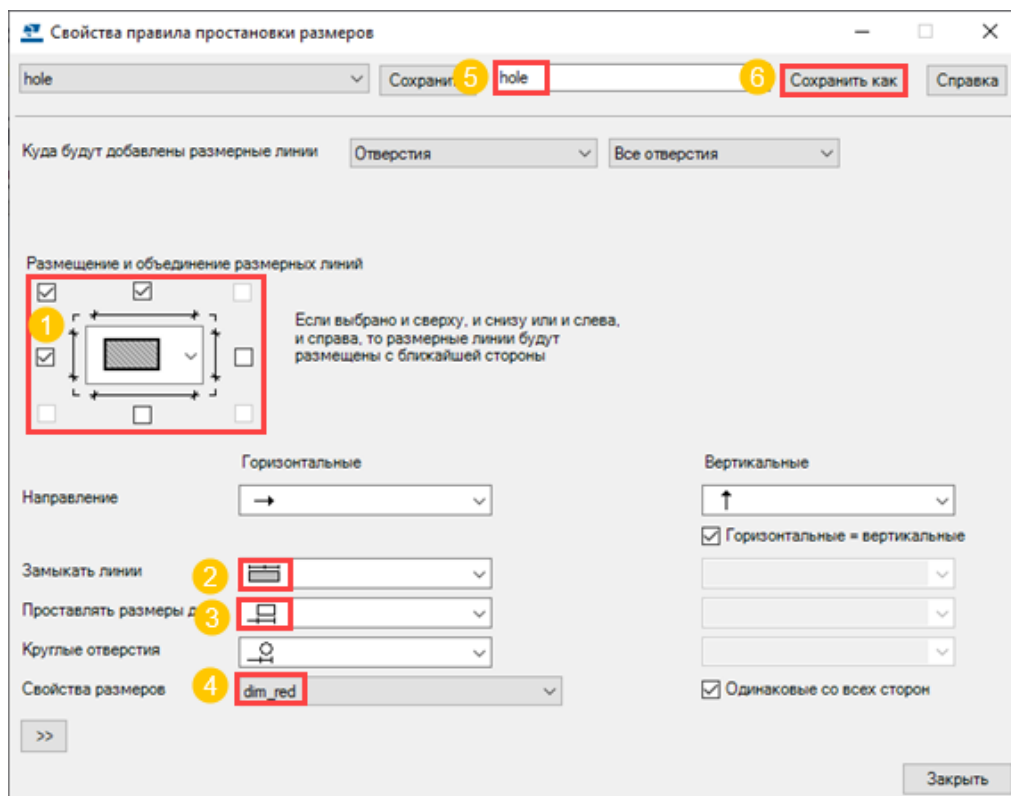 Свойства правила простановки размеров
hole
Сохранит
5
hole
6
Сохранить как
Справка
Куда будут добавлены размерные линии
Отверстия
Все отверстия
Размещение и объединение размерных линий
1
Если выбрано и сверху, и снизу или и слева,
и справа, то размерные линии будут
размещены с ближайшей стороны
Горизонтальные
Вертикальные
Направление
Горизонтальные = вертикальные
Замыкать линии
2
Проставлять размеры д
3
Круглые отверстия
Свойства размеров
4
dim_red
Одинаковые со всех сторон
>>
Закрыть